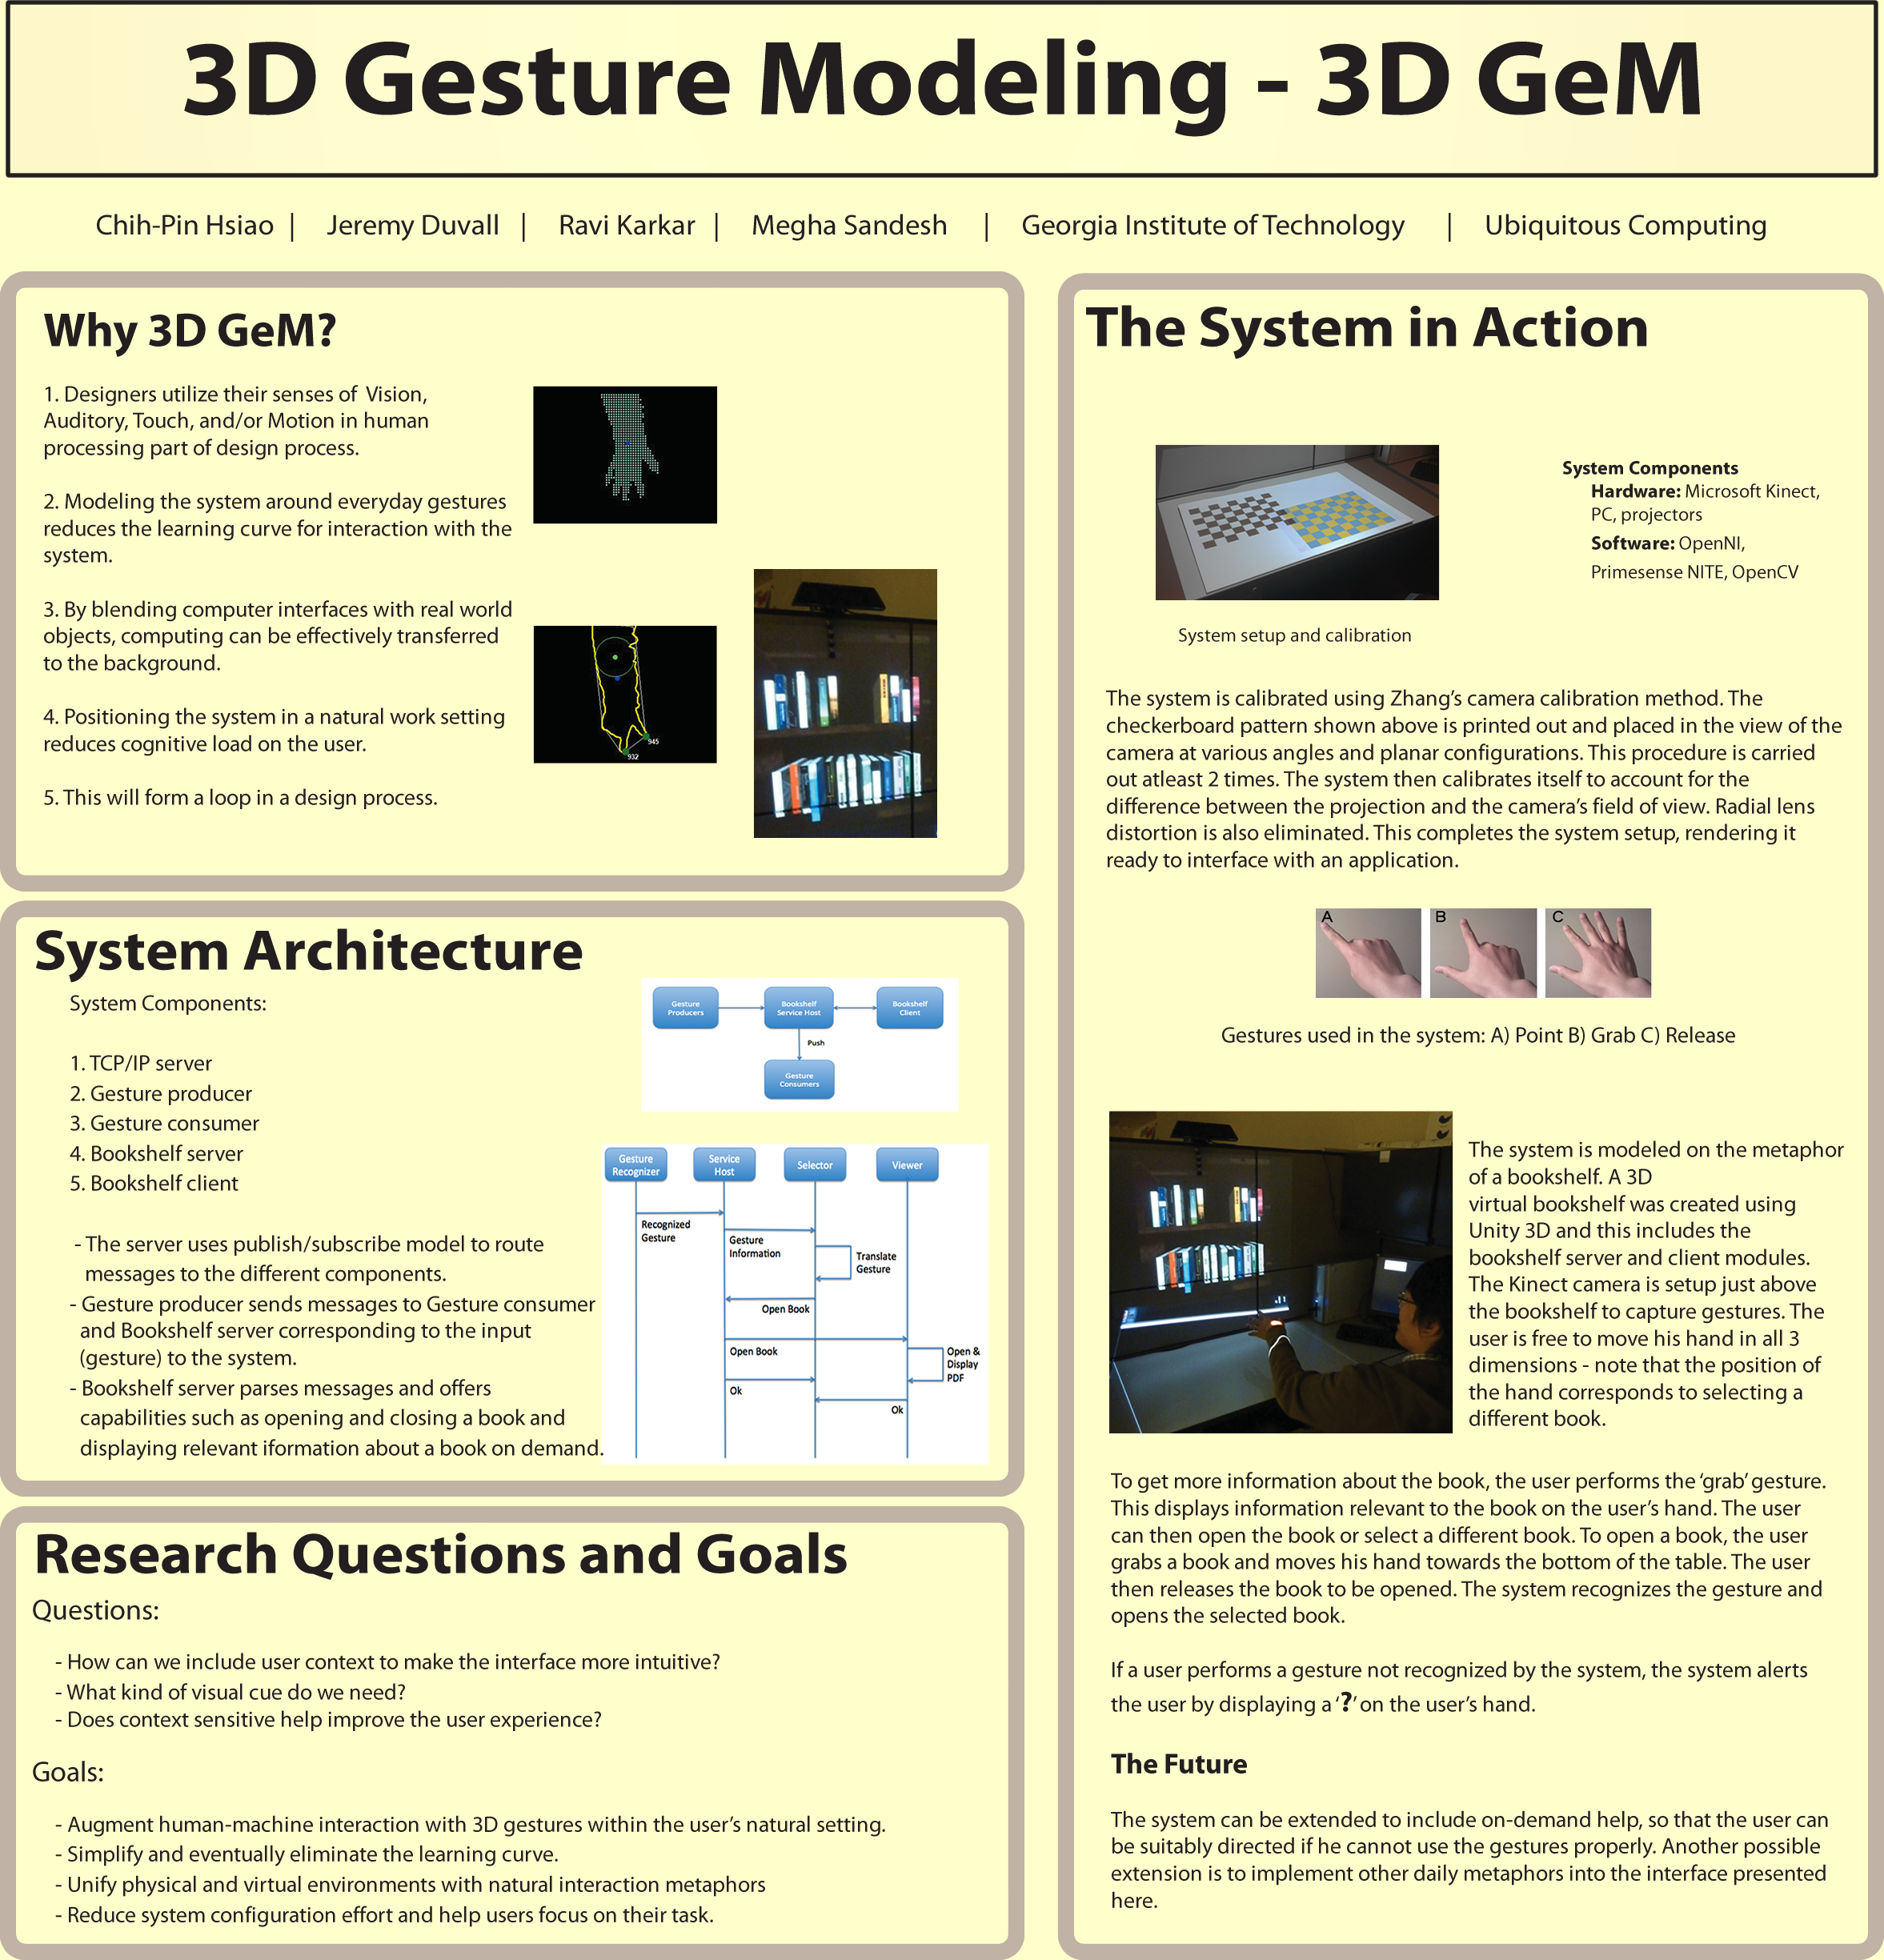 3D Gesture Modeling - 3D GeM
Chih-Pin Hsiao | Jeremy Duvall | Ravi Karkar | Megha Sandesh | Georgia Institute of Technology | Ubiquitous Computing
Why 3D GeM?
1. Designers utilize their senses of Vision,
Auditory, Touch, and/or Motion in human
processing part of design process.
2. Modeling the system around everyday gestures
reduces the learning curve for interaction with the
system.
3. By blending computer interfaces with real world
objects, computing can be effectively transferred
to the background.
4. Positioning the system in a natural work setting
reduces cognitive load on the user.
5. This will form a loop in a design process.
945
932
System Architecture
System Components:
1. TCP/IP server
2. Gesture producer
3. Gesture consumer
4. Bookshelf server
5. Bookshelf client
- The server uses publish/subscribe model to route
messages to the different components.
- Gesture producer sends messages to Gesture consumer
and Bookshelf server corresponding to the input
(gesture) to the system.
- Bookshelf server parses messages and offers
capabilities such as opening and closing a book and
displaying relevant iformation about a book on demand.
Gesture
Producers
Bookshelf
Service Host
Bookshelf
Client
Push
Gesture
Consumers
Gesture
Recognizer
Service
Host
Selector
Viewer
Recognized
Gesture
Gesture
Information
Translate
Gesture
Open Book
Open Book
Open &
Display
PDF
Ok
Ok
Research Questions and Goals
Questions:
- How can we include user context to make the interface more intuitive?
- What kind of visual cue do we need?
- Does context sensitive help improve the user experience?
Goals:
- Augment human-machine interaction with 3D gestures within the user's natural setting.
- Simplify and eventually eliminate the learning curve.
- Unify physical and virtual environments with natural interaction metaphors
- Reduce system configuration effort and help users focus on their task.
The System in Action
System Components
Hardware: Microsoft Kinect,
PC, projectors
Software: OpenNI,
Primesense NITE, OpenCV
System setup and calibration
The system is calibrated using Zhang's camera calibration method. The
checkerboard pattern shown above is printed out and placed in the view of the
camera at various angles and planar configurations. This procedure is carried
out atleast 2 times. The system then calibrates itself to account for the
difference between the projection and the camera's field of view. Radial lens
distortion is also eliminated. This completes the system setup, rendering it
ready to interface with an application.
A
B
C
Gestures used in the system: A) Point B) Grab C) Release
The system is modeled on the metaphor
of a bookshelf. A 3D
virtual bookshelf was created using
Unity 3D and this includes the
bookshelf server and client modules.
The Kinect camera is setup just above
the bookshelf to capture gestures. The
user is free to move his hand in all 3
dimensions - note that the position of
the hand corresponds to selecting a
different book.
To get more information about the book, the user performs the 'grab' gesture.
This displays information relevant to the book on the user's hand. The user
can then open the book or select a different book. To open a book, the user
grabs a book and moves his hand towards the bottom of the table. The user
then releases the book to be opened. The system recognizes the gesture and
opens the selected book.
If a user performs a gesture not recognized by the system, the system alerts
the user by displaying a '?' on the user's hand.
The Future
The system can be extended to include on-demand help, so that the user can
be suitably directed if he cannot use the gestures properly. Another possible
extension is to implement other daily metaphors into the interface presented
here.